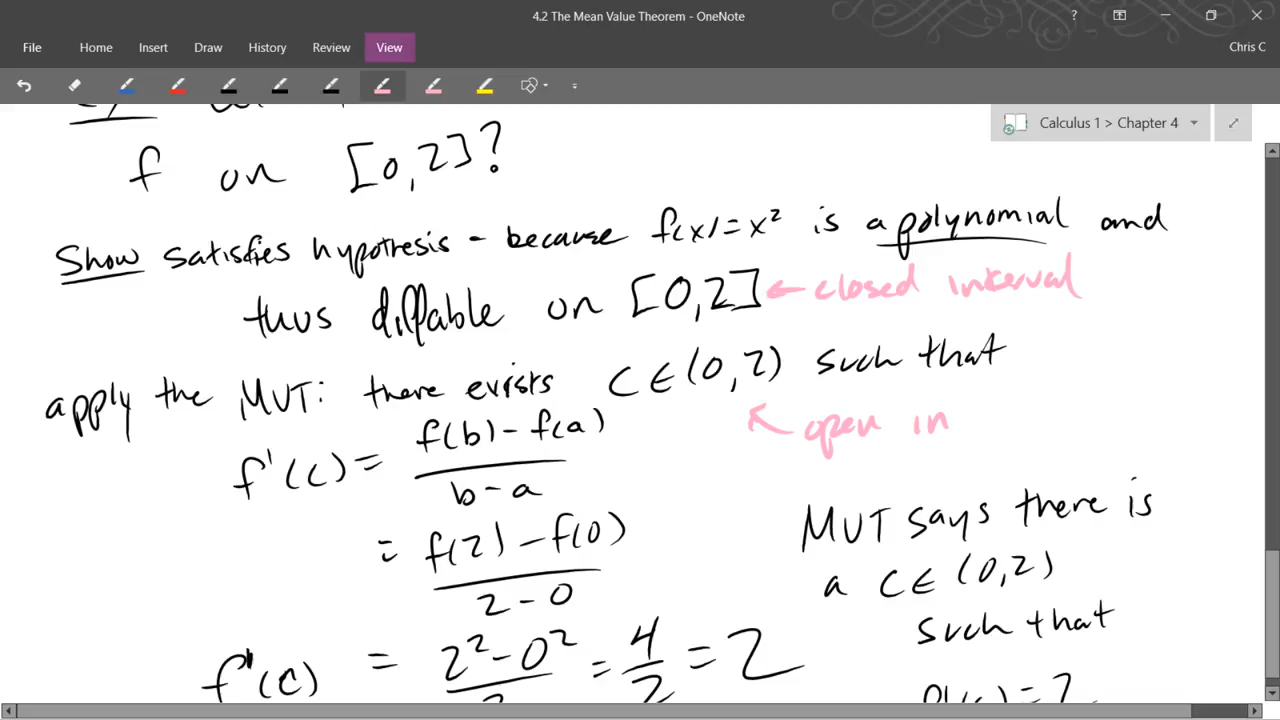 4.2 The Mean Value Theorem - OneNote
File Home Insert Draw History Review View
Chris C
Calculus 1 > Chapter 4
f on [0,2]?
Show satisfies hypothesis - because f(x)=x² is a polynomial and
thus diffable on [0,2] ← closed interval
apply the MVT: there exists C∈(0,2) such that
↖ open in
f'(c) = f(b) - f(a) / b - a
= f(2) - f(0) / 2 - 0
f'(c) = 2² - 0² / 2 = 4/2 = 2
MVT says there is
a C∈(0,2)
such that
f'(c) = 2